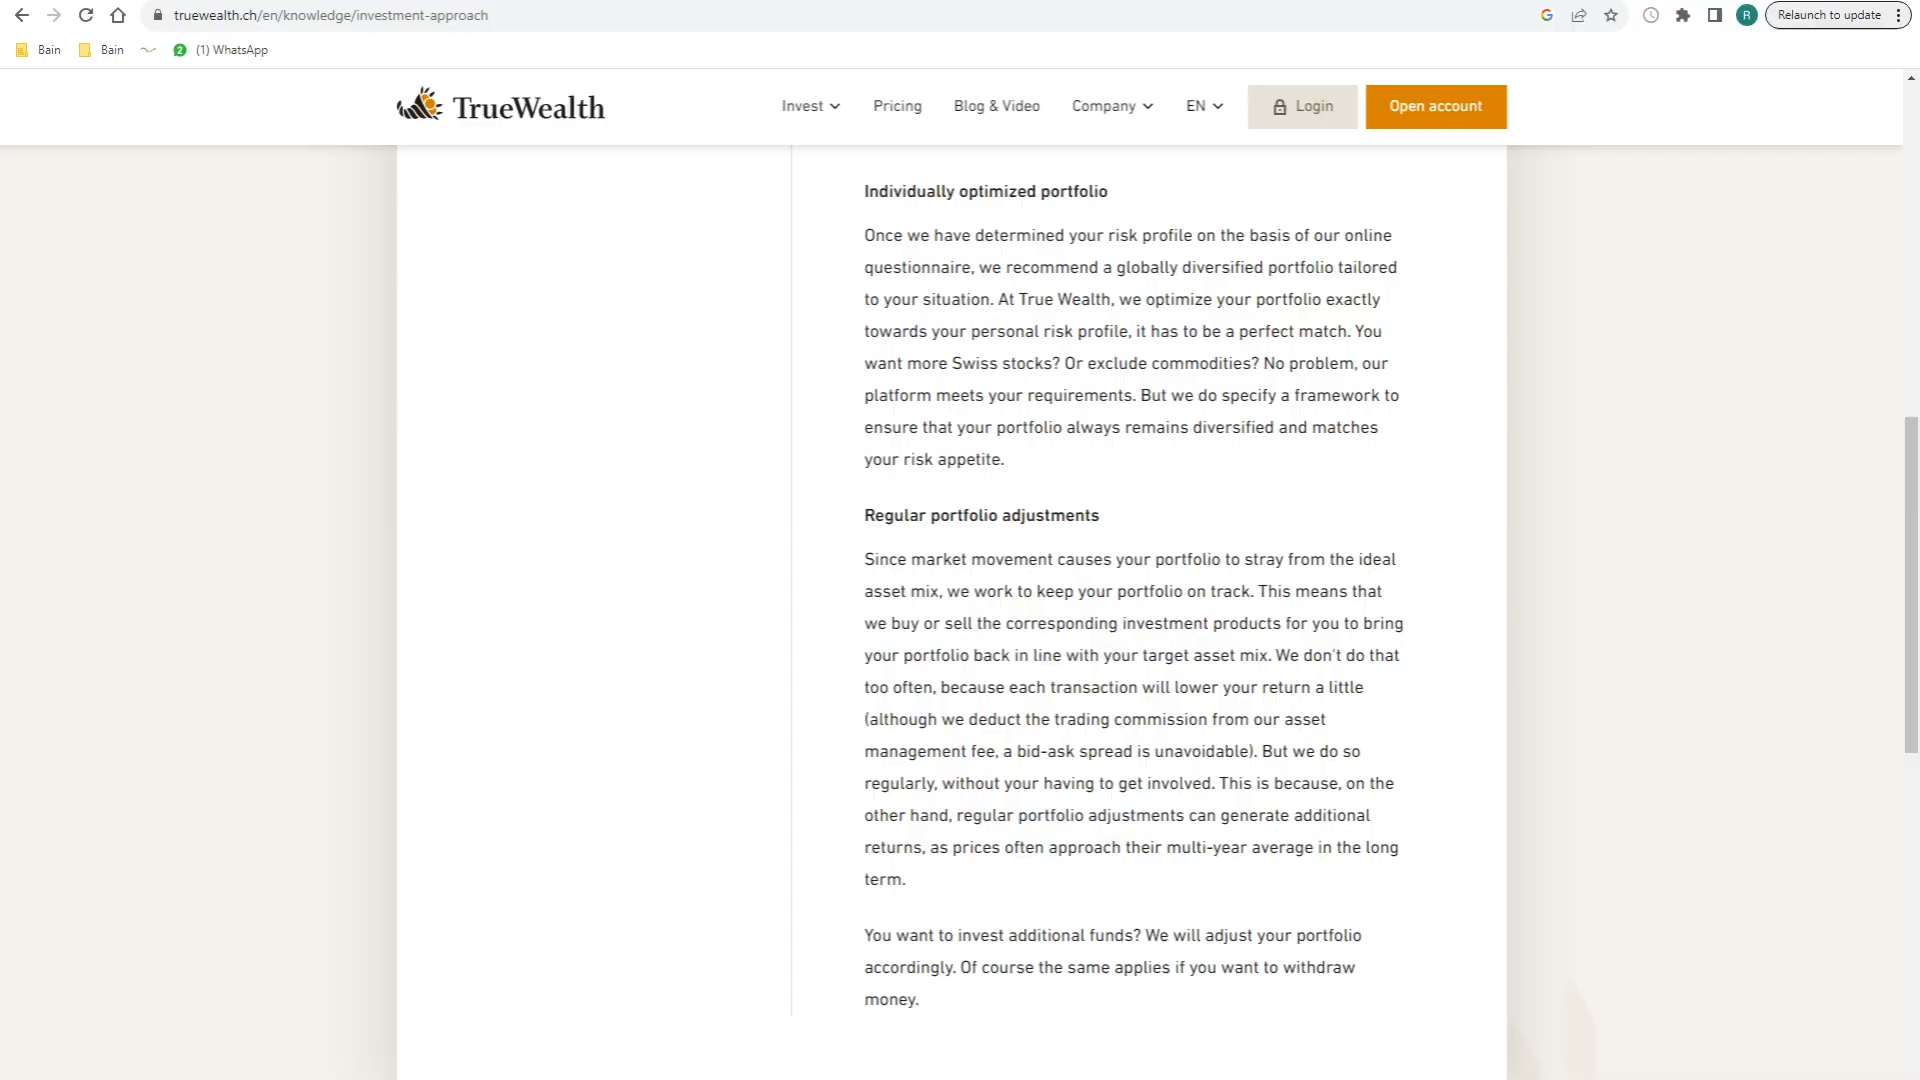 truewealth.ch/en/knowledge/investment-approach
R
Relaunch to update
Bain
Bain
2
(1) WhatsApp
TrueWealth
Invest
Pricing
Blog & Video
Company
EN
Login
Open account
Individually optimized portfolio
Once we have determined your risk profile on the basis of our online
questionnaire, we recommend a globally diversified portfolio tailored
to your situation. At True Wealth, we optimize your portfolio exactly
towards your personal risk profile, it has to be a perfect match. You
want more Swiss stocks? Or exclude commodities? No problem, our
platform meets your requirements. But we do specify a framework to
ensure that your portfolio always remains diversified and matches
your risk appetite.
Regular portfolio adjustments
Since market movement causes your portfolio to stray from the ideal
asset mix, we work to keep your portfolio on track. This means that
we buy or sell the corresponding investment products for you to bring
your portfolio back in line with your target asset mix. We don't do that
too often, because each transaction will lower your return a little
(although we deduct the trading commission from our asset
management fee, a bid-ask spread is unavoidable). But we do so
regularly, without your having to get involved. This is because, on the
other hand, regular portfolio adjustments can generate additional
returns, as prices often approach their multi-year average in the long
term.
You want to invest additional funds? We will adjust your portfolio
accordingly. Of course the same applies if you want to withdraw
money.